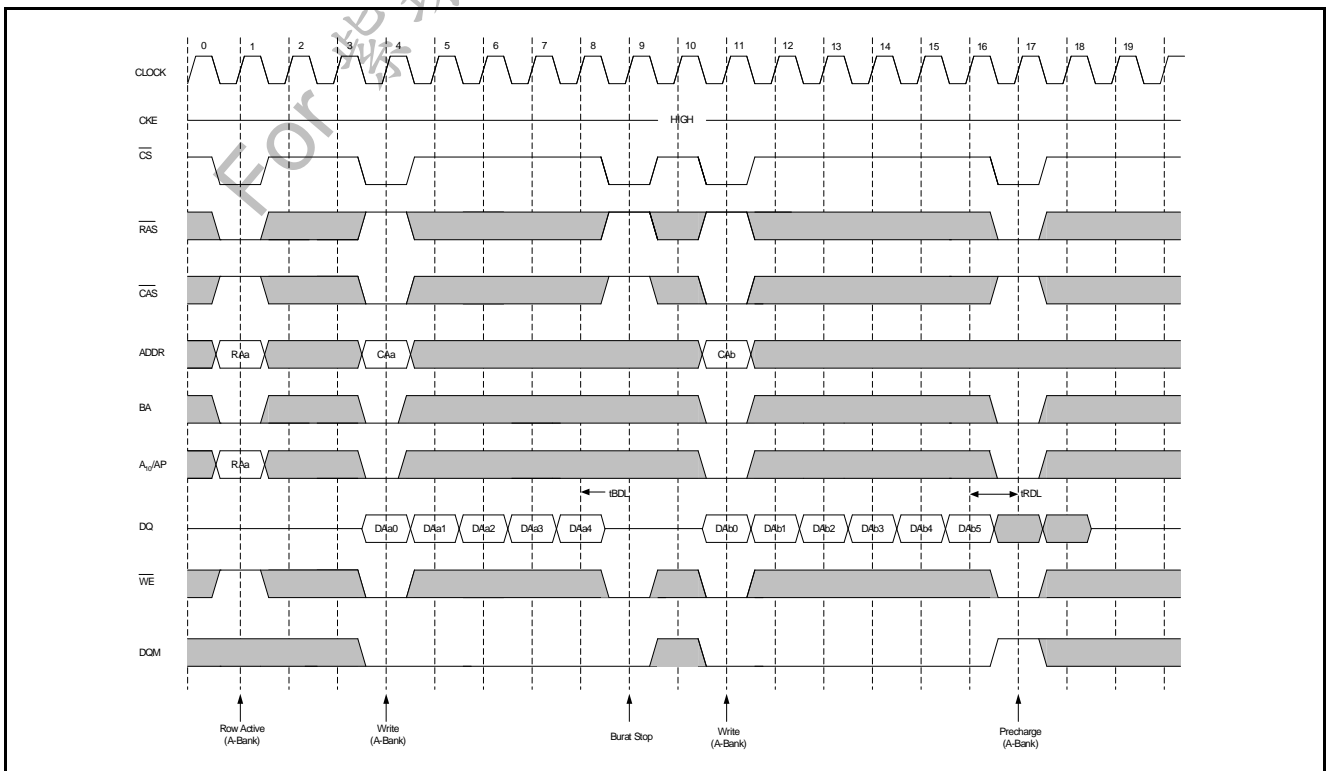 For 紫
0 1 2 3 4 5 6 7 8 9 10 11 12 13 14 15 16 17 18 19
CLOCK
CKE
HIGH
CS
RAS
CAS
ADDR
RAa CAa CAb
BA
A10/AP
RAa
tBDL tRDL
DQ
DAa0 DAa1 DAa2 DAa3 DAa4 DAb0 DAb1 DAb2 DAb3 DAb4 DAb5
WE
DQM
Row Active
(A-Bank)
Write
(A-Bank)
Burat Stop
Write
(A-Bank)
Precharge
(A-Bank)